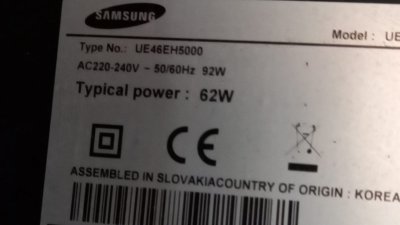 SAMSUNG
Model : UE
Type No.: UE46EH5000
AC220-240V ~ 50/60Hz 92W
Typical power : 62W
CE
ASSEMBLED IN SLOVAKIACOUNTRY OF ORIGIN : KOREA